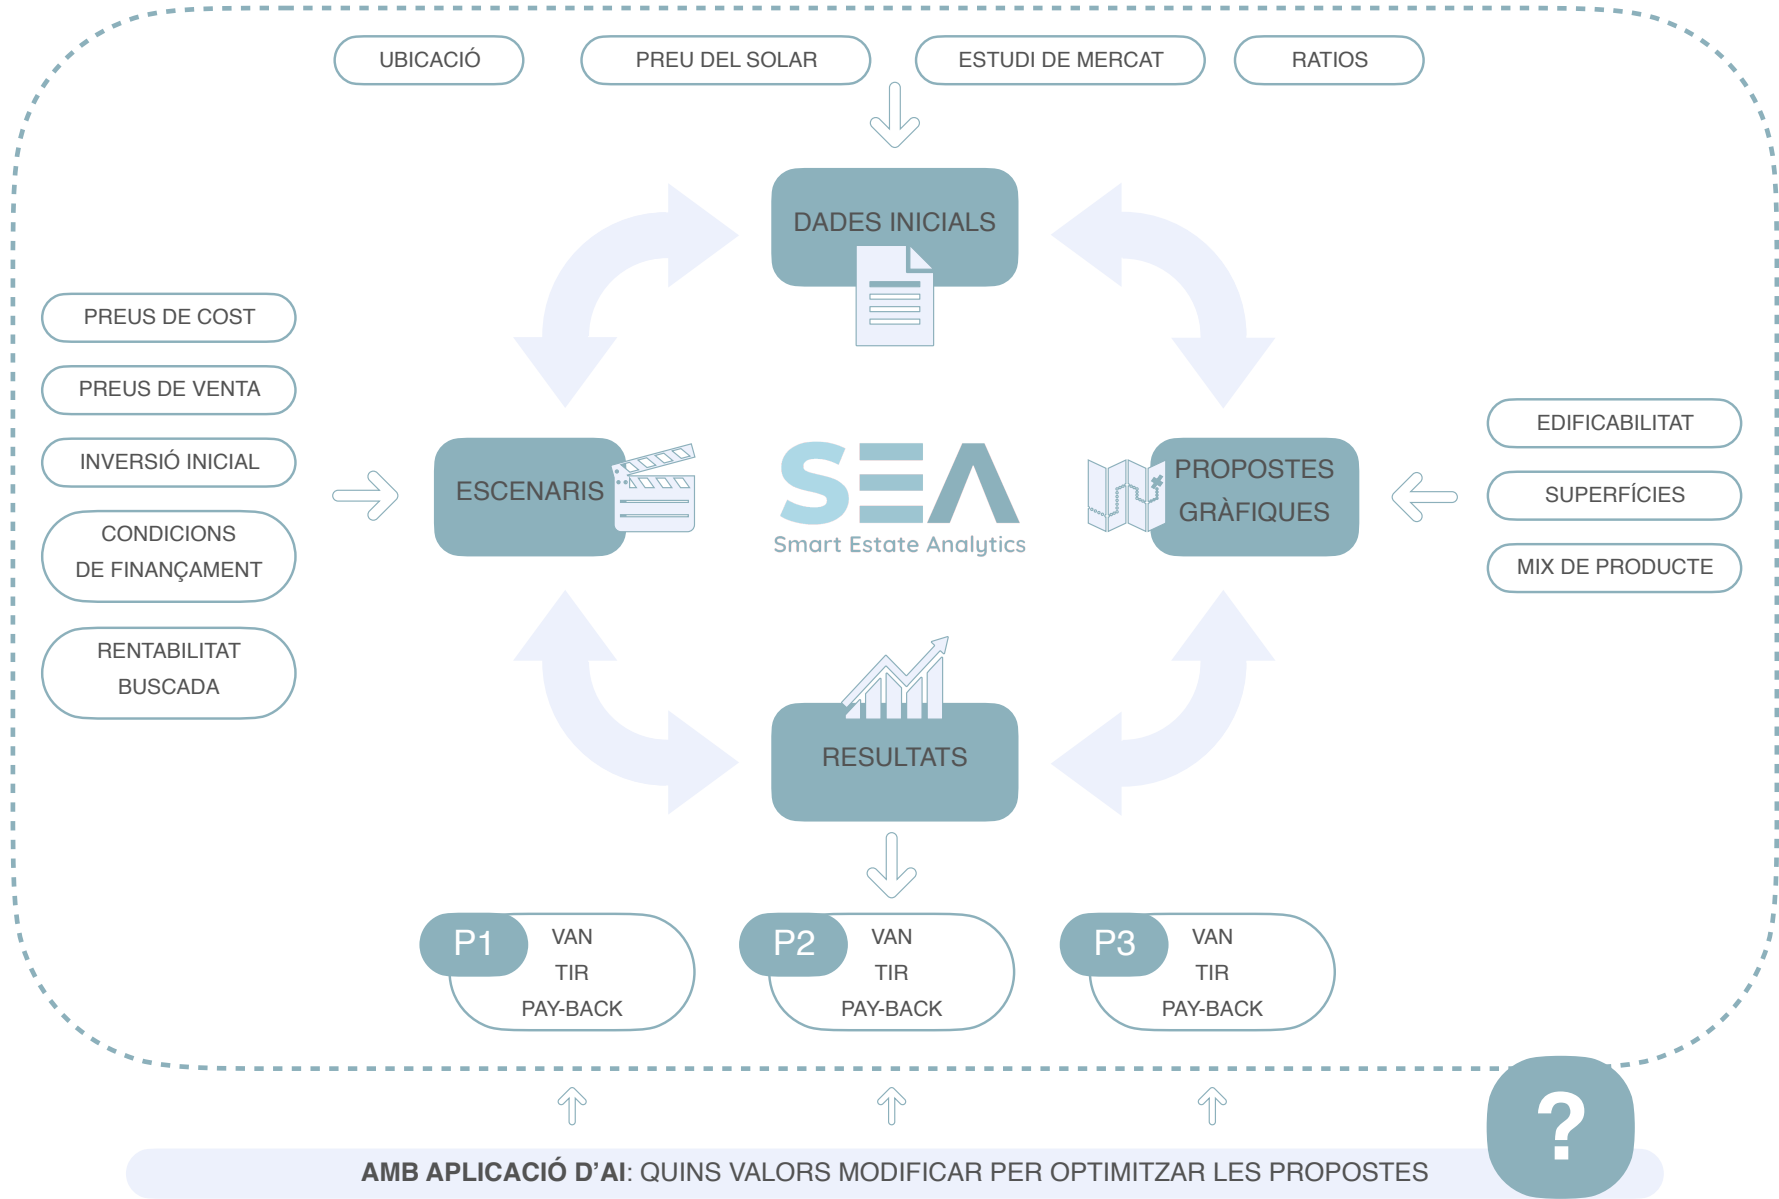 UBICACIÓ
PREU DEL SOLAR
ESTUDI DE MERCAT
RATIOS
DADES INICIALS
PREUS DE COST
PREUS DE VENTA
INVERSIÓ INICIAL
CONDICIONS
DE FINANÇAMENT
RENTABILITAT
BUSCADA
ESCENARIS
SEA
Smart Estate Analytics
PROPOSTES
GRÀFIQUES
EDIFICABILITAT
SUPERFÍCIES
MIX DE PRODUCTE
RESULTATS
P1
VAN
TIR
PAY-BACK
P2
VAN
TIR
PAY-BACK
P3
VAN
TIR
PAY-BACK
?
AMB APLICACIÓ D'AI: QUINS VALORS MODIFICAR PER OPTIMITZAR LES PROPOSTES